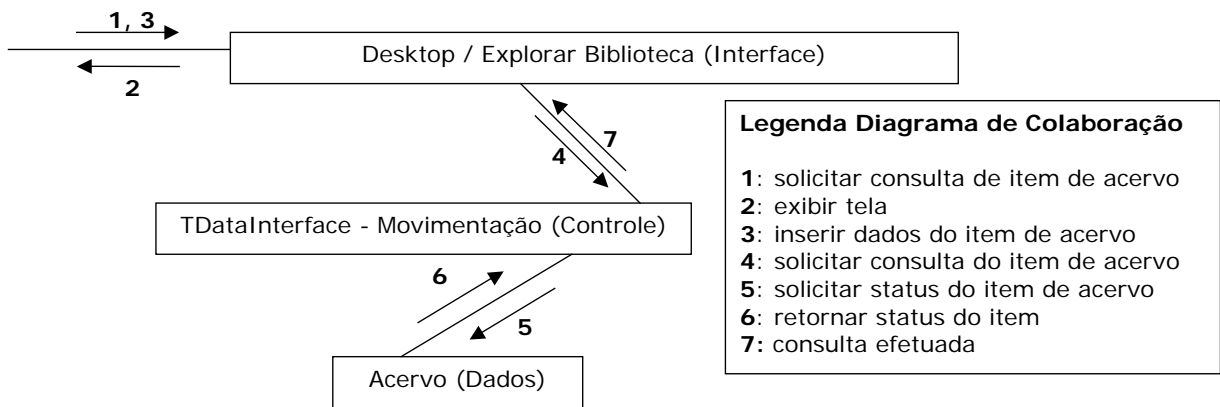 1, 3
Desktop / Explorar Biblioteca (Interface)
2
7
4
TDataInterface - Movimentação (Controle)
6
5
Acervo (Dados)
Legenda Diagrama de Colaboração
1: solicitar consulta de item de acervo
2: exibir tela
3: inserir dados do item de acervo
4: solicitar consulta do item de acervo
5: solicitar status do item de acervo
6: retornar status do item
7: consulta efetuada